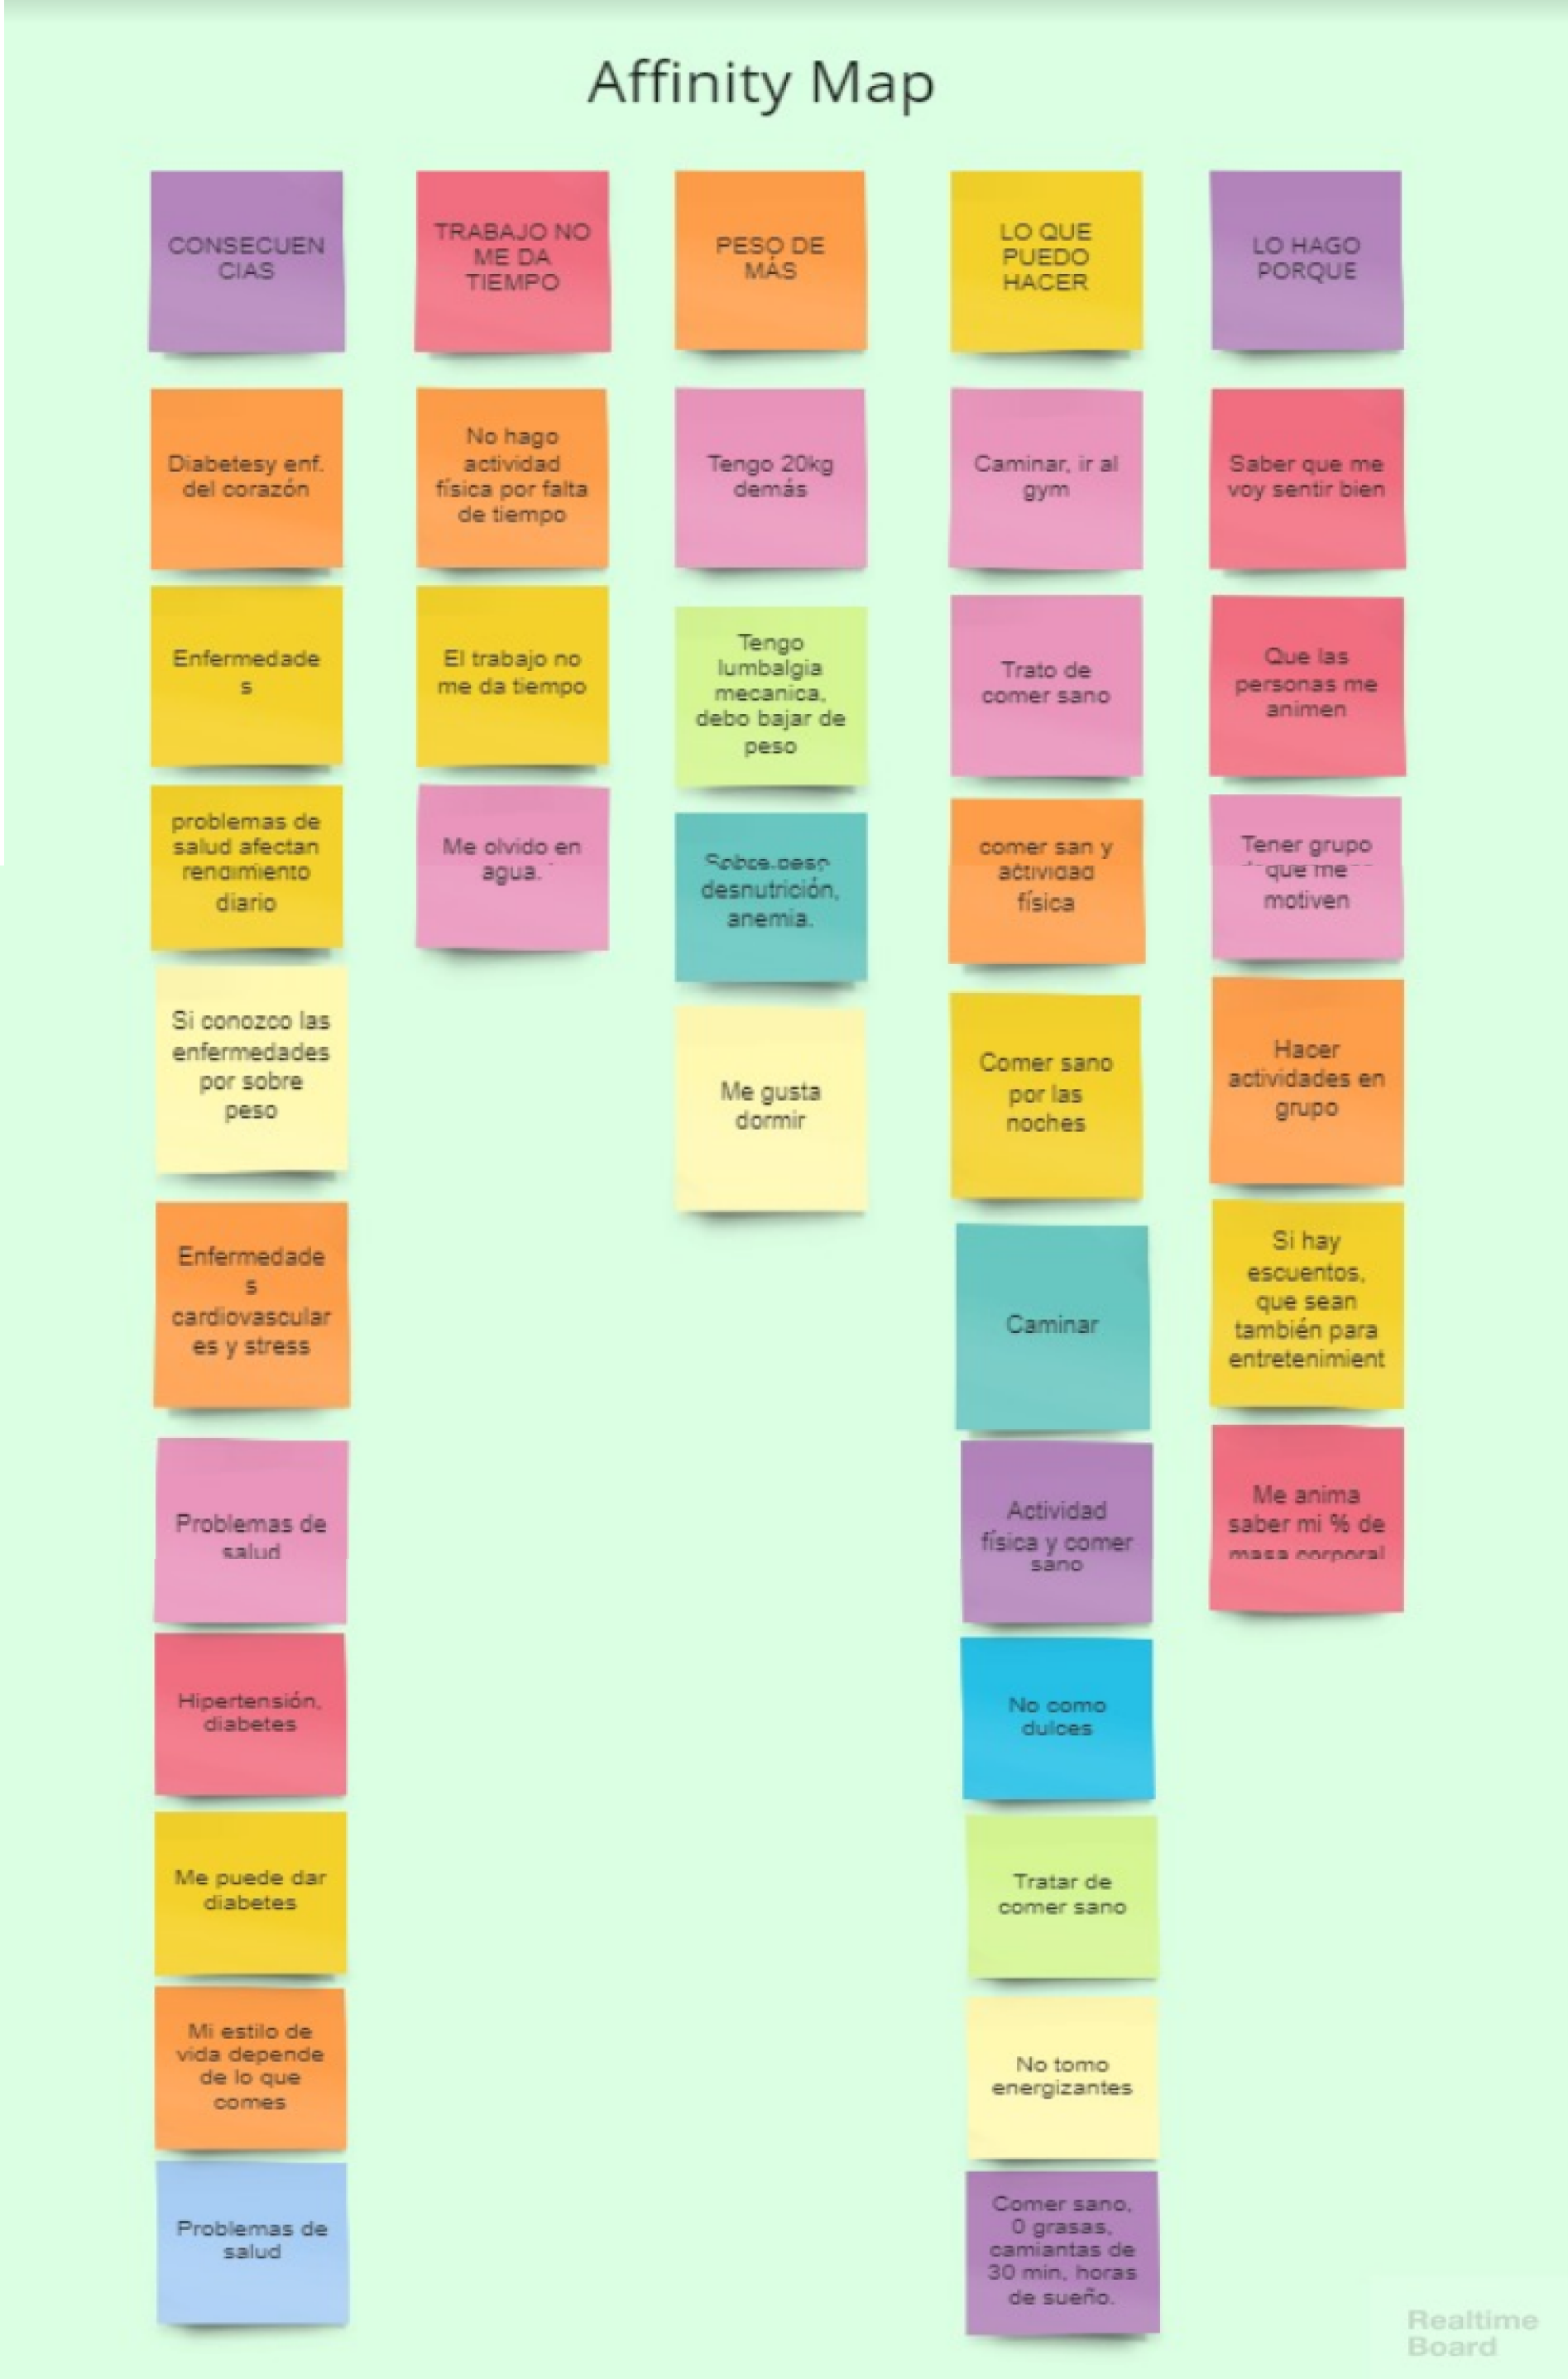 Affinity Map
CONSECUEN
CIAS
Diabetesy enf.
del corazón
Enfermedade
s
problemas de
salud afectan
rendimiento
diario
Si conozco las
enfermedades
por sobre
peso
Enfermedade
s
cardiovascular
es y stress
Problemas de
salud
Hipertensión,
diabetes
Me puede dar
diabetes
Mi estilo de
vida depende
de lo que
comes
Problemas de
salud
TRABAJO NO
ME DA
TIEMPO
No hago
actividad
física por falta
de tiempo
El trabajo no
me da tiempo
Me olvido en
agua.
PESO DE
MÁS
Tengo 20kg
demás
Tengo
lumbalgia
mecanica,
debo bajar de
peso
desnutrición,
anemia.
Me gusta
dormir
LO QUE
PUEDO
HACER
Caminar, ir al
gym
Trato de
comer sano
comer san y
actividad
física
Comer sano
por las
noches
Caminar
Actividad
física y comer
sano
No como
dulces
Tratar de
comer sano
No tomo
energizantes
Comer sano,
0 grasas,
camiantas de
30 min, horas
de sueño.
LO HAGO
PORQUE
Saber que me
voy sentir bien
Que las
personas me
animen
Tener grupo
que me
motiven
Hacer
actividades en
grupo
Si hay
escuentos,
que sean
también para
entretenimient
Me anima
saber mi % de
masa corporal
Realtime
Board